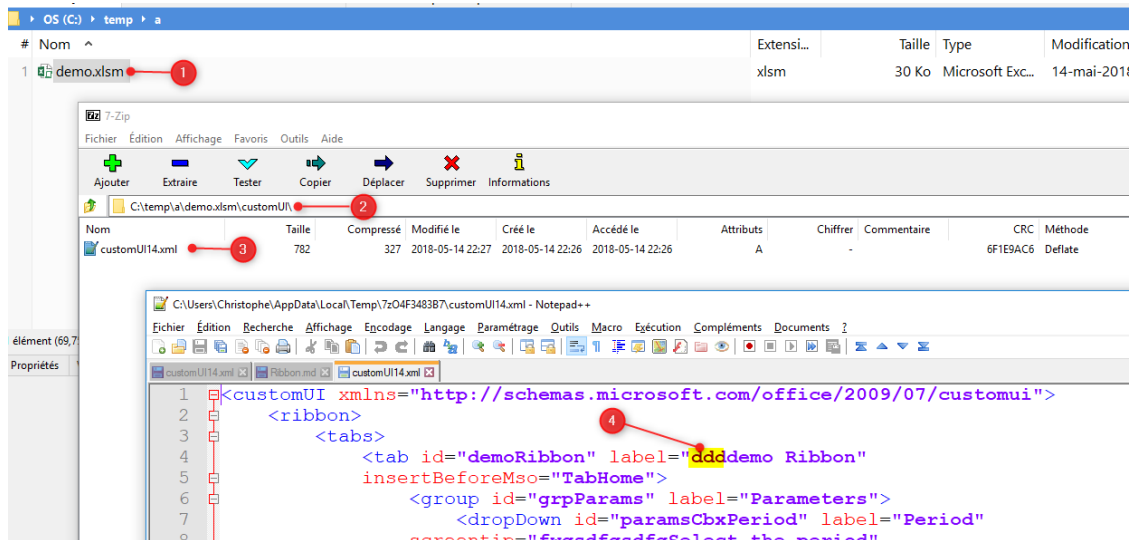 OS (C:) › temp › a
# Nom Extensi... Taille Type Modification
1 demo.xlsm 1 xlsm 30 Ko Microsoft Exc... 14-mai-2018
7-Zip
Fichier Édition Affichage Favoris Outils Aide
Ajouter Extraire Tester Copier Déplacer Supprimer Informations
C:\temp\a\demo.xlsm\customUI\ 2
Nom Taille Compressé Modifié le Créé le Accédé le Attributs Chiffrer Commentaire CRC Méthode
customUI14.xml 3 782 327 2018-05-14 22:27 2018-05-14 22:26 2018-05-14 22:26 A - 6F1E9AC6 Deflate
C:\Users\Christophe\AppData\Local\Temp\7zO4F3483B7\customUI14.xml - Notepad++
Fichier Édition Recherche Affichage Encodage Langage Paramétrage Outils Macro Exécution Compléments Documents ?
élément (69,7
Propriétés
customUI14.xml Ribbon.md customUI14.xml
1 <customUI xmlns="http://schemas.microsoft.com/office/2009/07/customui">
2 <ribbon>
4
3 <tabs>
4 <tab id="demoRibbon" label="ddddemo Ribbon"
5 insertBeforeMso="TabHome">
6 <group id="grpParams" label="Parameters">
7 <dropDown id="paramsCbxPeriod" label="Period"
8 the period"